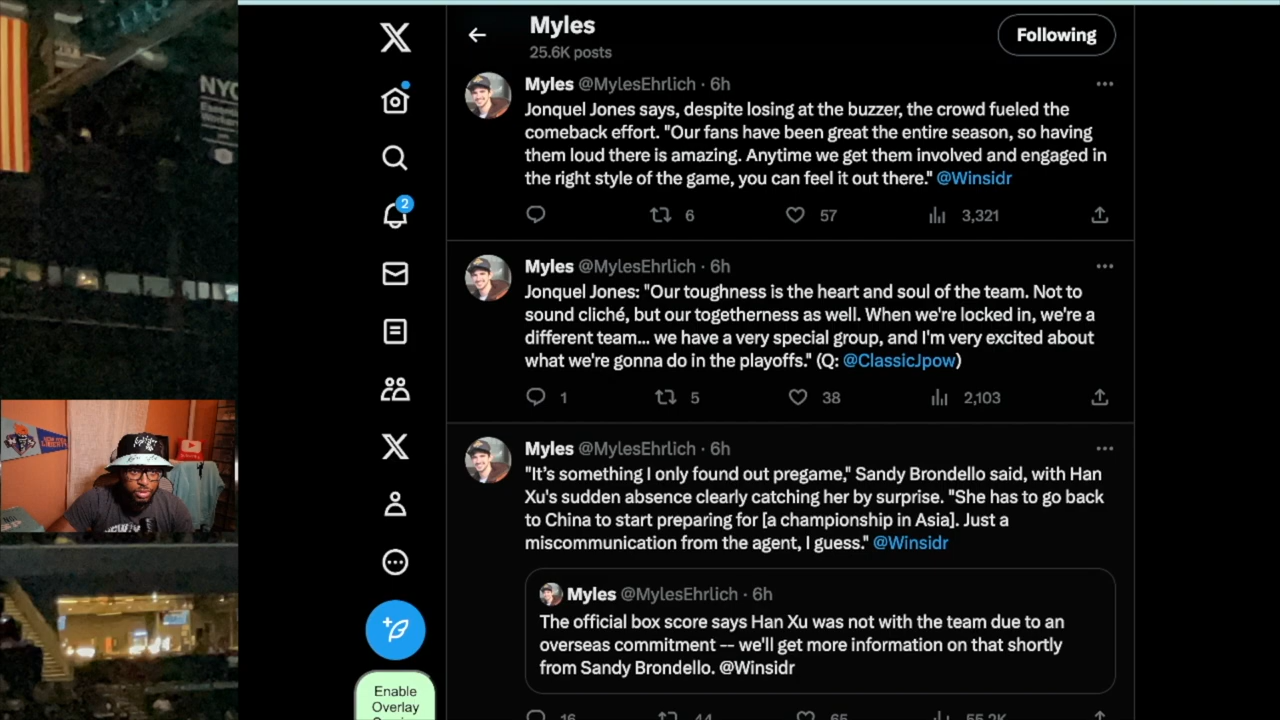 NYC
Myles
25.6K posts
Following
Myles @MylesEhrlich · 6h
Jonquel Jones says, despite losing at the buzzer, the crowd fueled the
comeback effort. "Our fans have been great the entire season, so having
them loud there is amazing. Anytime we get them involved and engaged in
the right style of the game, you can feel it out there." @Winsidr
6 57 3,321
2
Myles @MylesEhrlich · 6h
Jonquel Jones: "Our toughness is the heart and soul of the team. Not to
sound cliché, but our togetherness as well. When we're locked in, we're a
different team... we have a very special group, and I'm very excited about
what we're gonna do in the playoffs." (Q: @ClassicJpow)
1 5 38 2,103
Myles @MylesEhrlich · 6h
"It's something I only found out pregame," Sandy Brondello said, with Han
Xu's sudden absence clearly catching her by surprise. "She has to go back
to China to start preparing for [a championship in Asia]. Just a
miscommunication from the agent, I guess." @Winsidr
Myles @MylesEhrlich · 6h
The official box score says Han Xu was not with the team due to an
overseas commitment -- we'll get more information on that shortly
from Sandy Brondello. @Winsidr
16 44 65 55.2K
Enable
Overlay